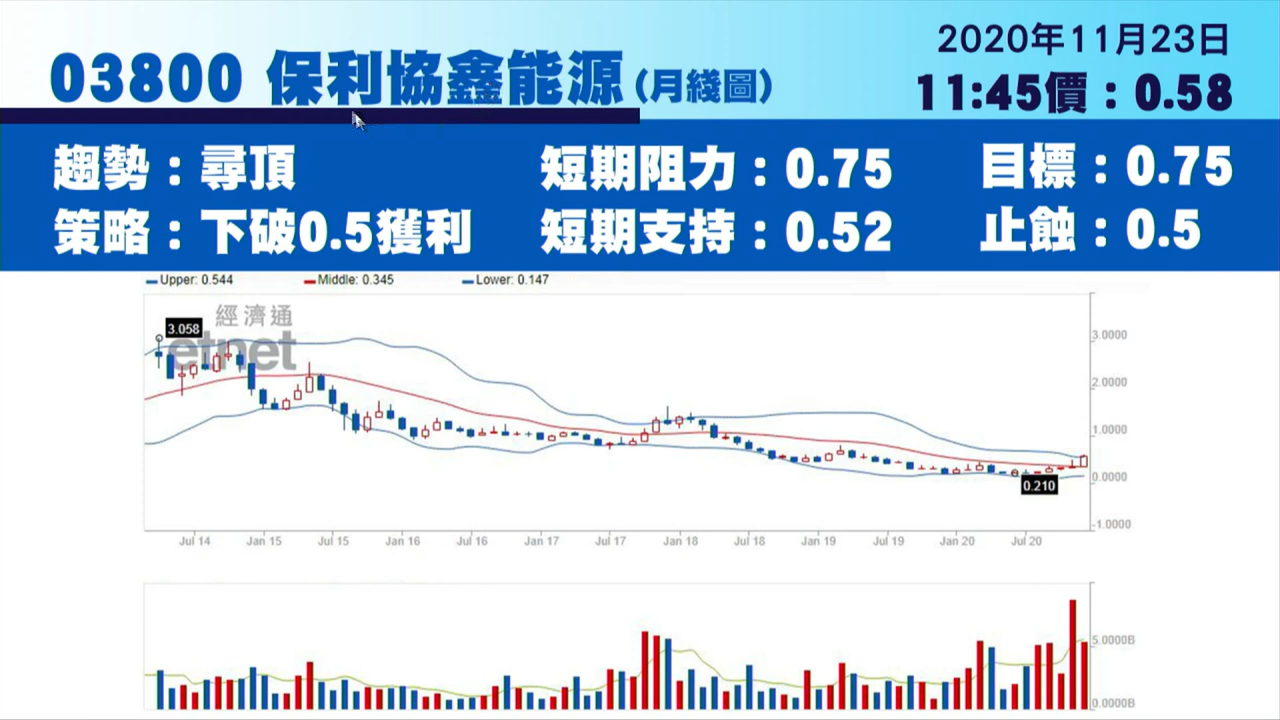 03800 保利協鑫能源(月綫圖)
2020年11月23日
11:45價：0.58
趨勢：尋頂
短期阻力：0.75
目標：0.75
策略：下破0.5獲利
短期支持：0.52
止蝕：0.5
Upper: 0.544 Middle: 0.345 Lower: 0.147
經濟通
etnet
3.058
3.0000
2.0000
1.0000
0.0000
0.210
-1.0000
Jul 14 Jan 15 Jul 15 Jan 16 Jul 16 Jan 17 Jul 17 Jan 18 Jul 18 Jan 19 Jul 19 Jan 20 Jul 20
5.0000B
0.0000B